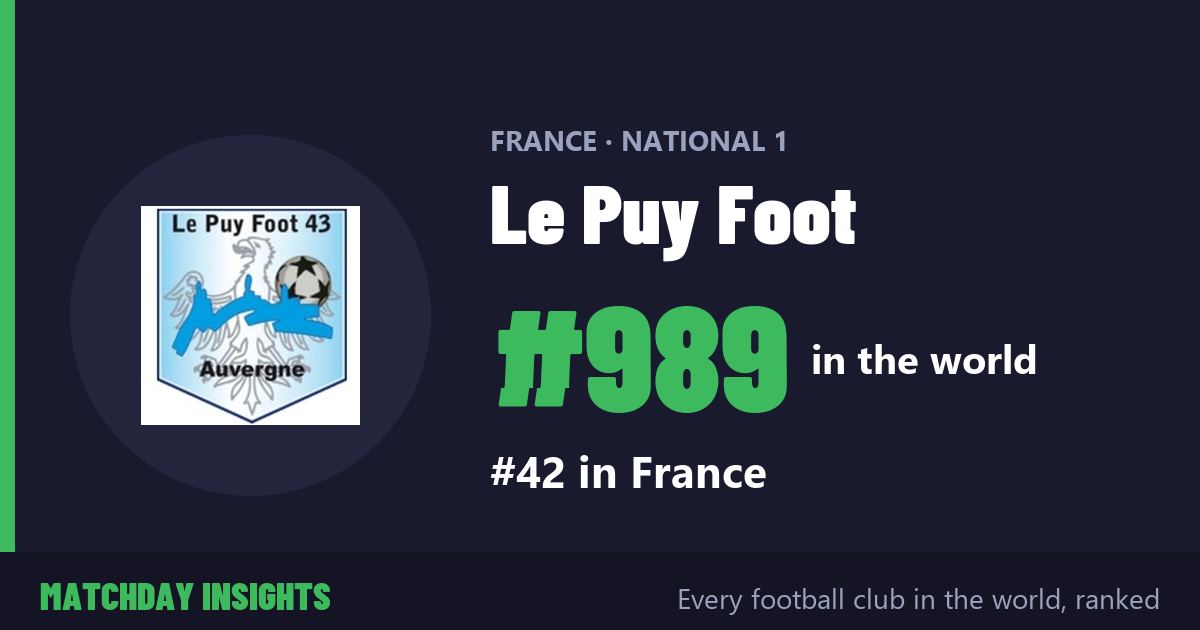 FRANCE · NATIONAL 1
Le Puy Foot
Le Puy Foot 43
Auvergne
#989 in the world
#42 in France
MATCHDAY INSIGHTS
Every football club in the world, ranked